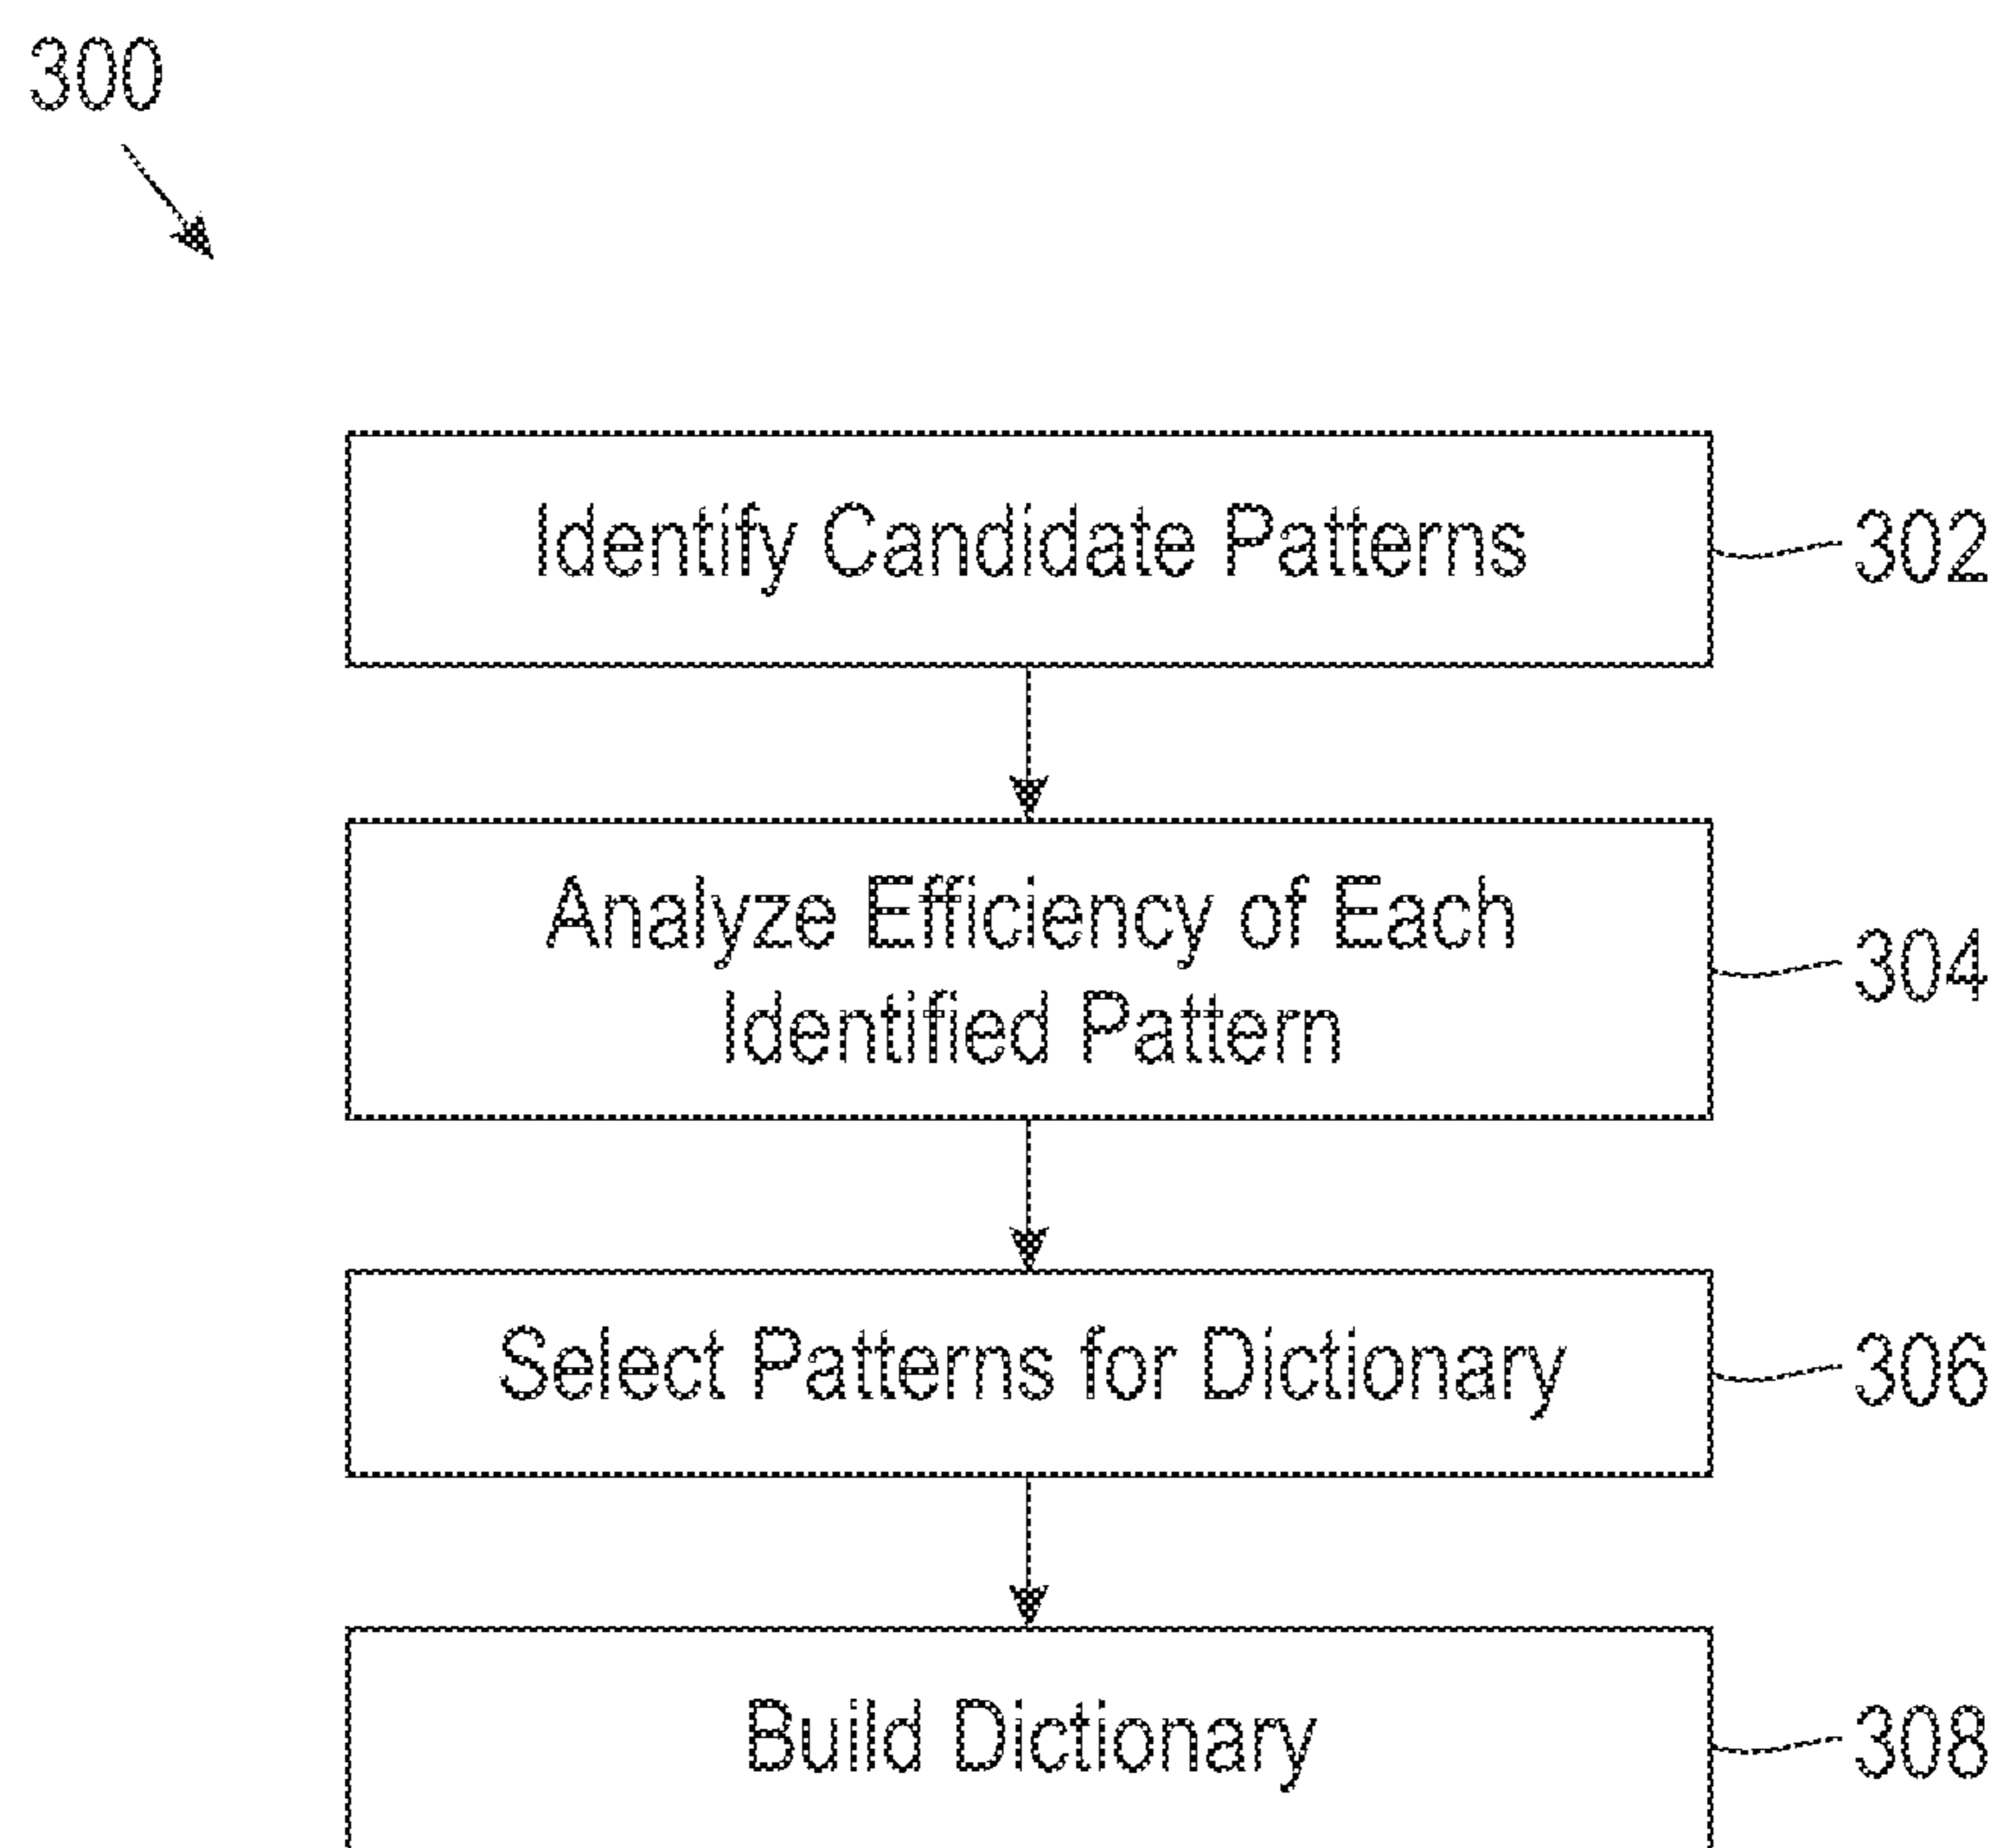 300
Identify Candidate Patterns
302
Analyze Efficiency of Each
Identified Pattern
304
Select Patterns for Dictionary
306
Build Dictionary
308